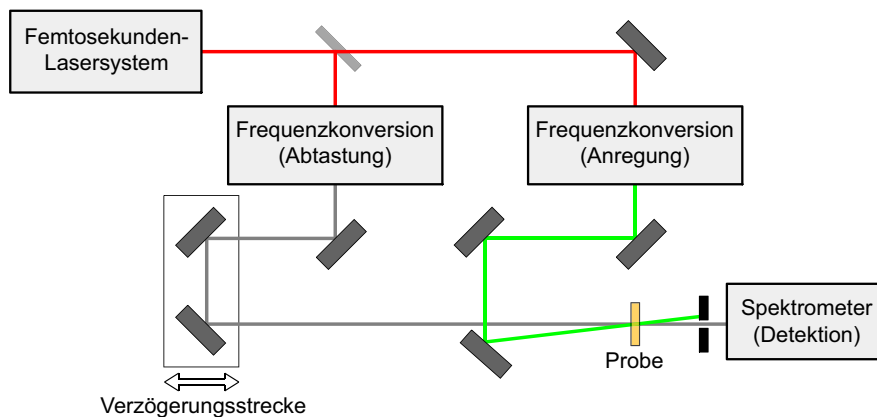 Femtosekunden-
Lasersystem
Frequenzkonversion
(Abtastung)
Frequenzkonversion
(Anregung)
Spektrometer
(Detektion)
Probe
Verzögerungsstrecke